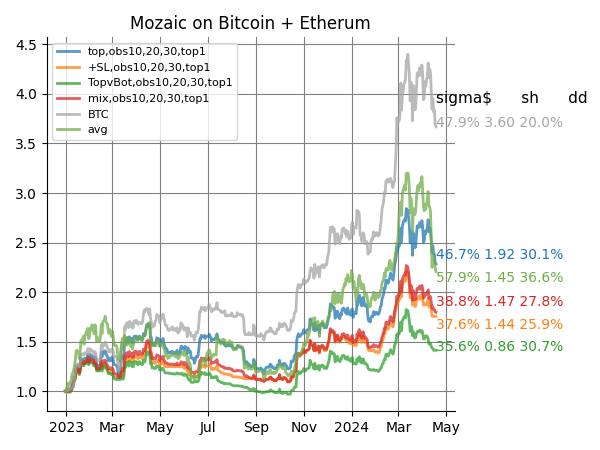 Mozaic on Bitcoin + Etherum
4.5
4.0
3.5
3.0
2.5
2.0
1.5
1.0
top,obs10,20,30,top1
+SL,obs10,20,30,top1
TopvBot,obs10,20,30,top1
mix,obs10,20,30,top1
BTC
avg
sigma$ sh dd
47.9% 3.60 20.0%
46.7% 1.92 30.1%
57.9% 1.45 36.6%
38.8% 1.47 27.8%
37.6% 1.44 25.9%
35.6% 0.86 30.7%
2023 Mar May Jul Sep Nov 2024 Mar May